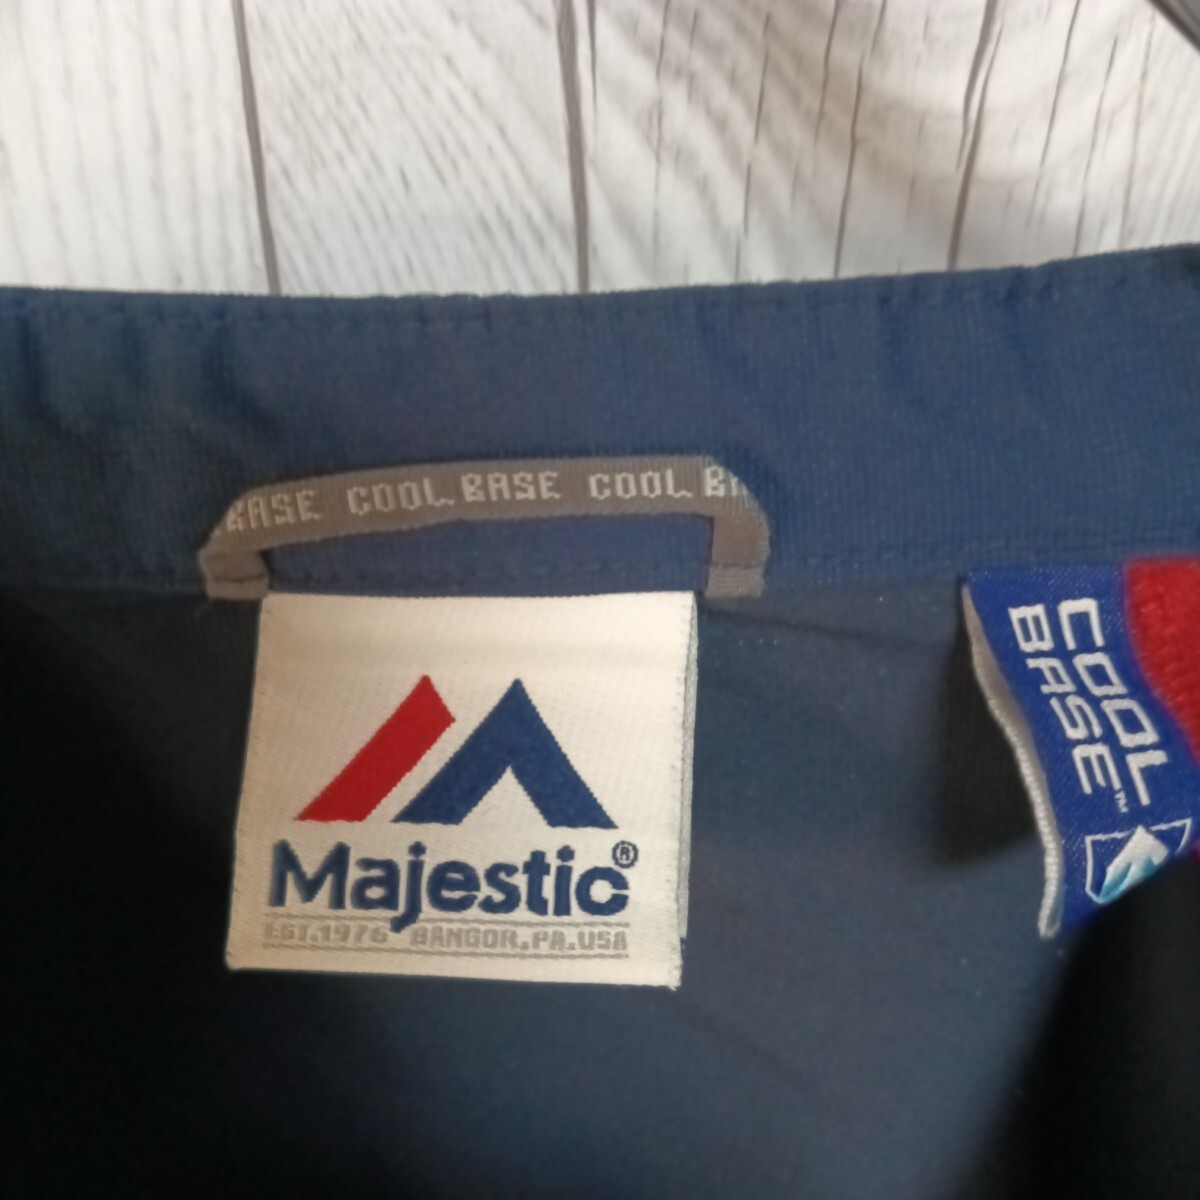 BASE COOL BASE COOL
Majestic®
EST.1976 BANGOR,PA.USA
COOL
BASE™